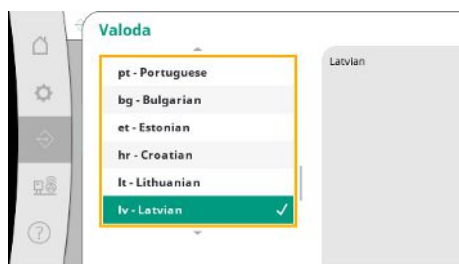 Valoda
pt - Portuguese
bg - Bulgarian
et - Estonian
hr - Croatian
lt - Lithuanian
lv - Latvian
Latvian
?